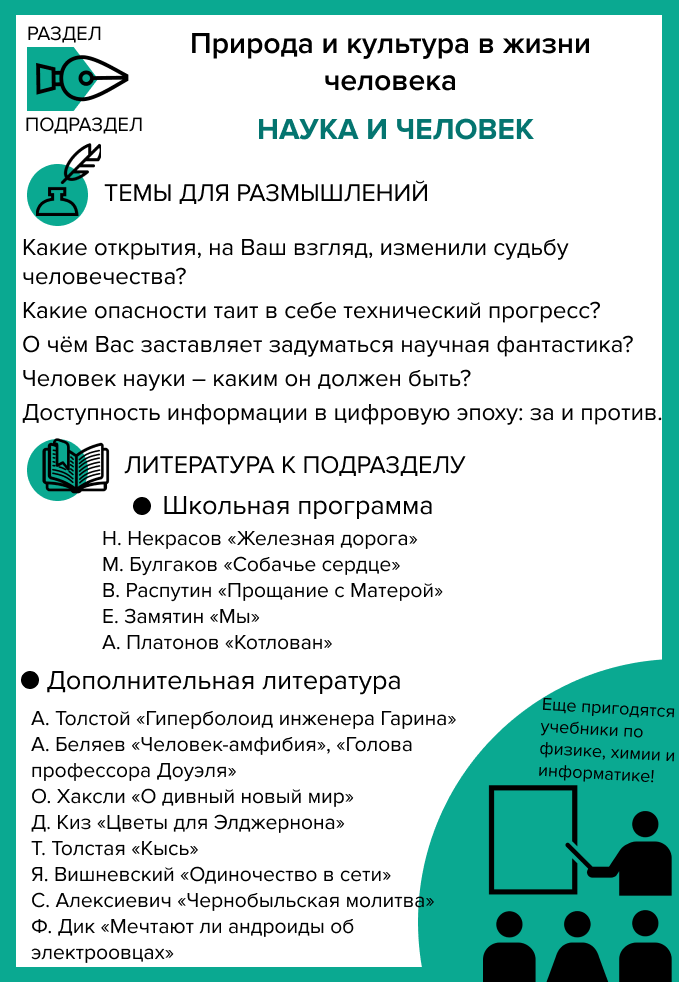 РАЗДЕЛ
Природа и культура в жизни
человека
ПОДРАЗДЕЛ
НАУКА И ЧЕЛОВЕК
ТЕМЫ ДЛЯ РАЗМЫШЛЕНИЙ
Какие открытия, на Ваш взгляд, изменили судьбу
человечества?
Какие опасности таит в себе технический прогресс?
О чём Вас заставляет задуматься научная фантастика?
Человек науки – каким он должен быть?
Доступность информации в цифровую эпоху: за и против.
ЛИТЕРАТУРА К ПОДРАЗДЕЛУ
● Школьная программа
Н. Некрасов «Железная дорога»
М. Булгаков «Собачье сердце»
В. Распутин «Прощание с Матерой»
Е. Замятин «Мы»
А. Платонов «Котлован»
● Дополнительная литература
А. Толстой «Гиперболоид инженера Гарина»
А. Беляев «Человек-амфибия», «Голова
профессора Доуэля»
О. Хаксли «О дивный новый мир»
Д. Киз «Цветы для Элджернона»
Т. Толстая «Кысь»
Я. Вишневский «Одиночество в сети»
С. Алексиевич «Чернобыльская молитва»
Ф. Дик «Мечтают ли андроиды об
электроовцах»
Еще пригодятся
учебники по
физике, химии и
информатике!